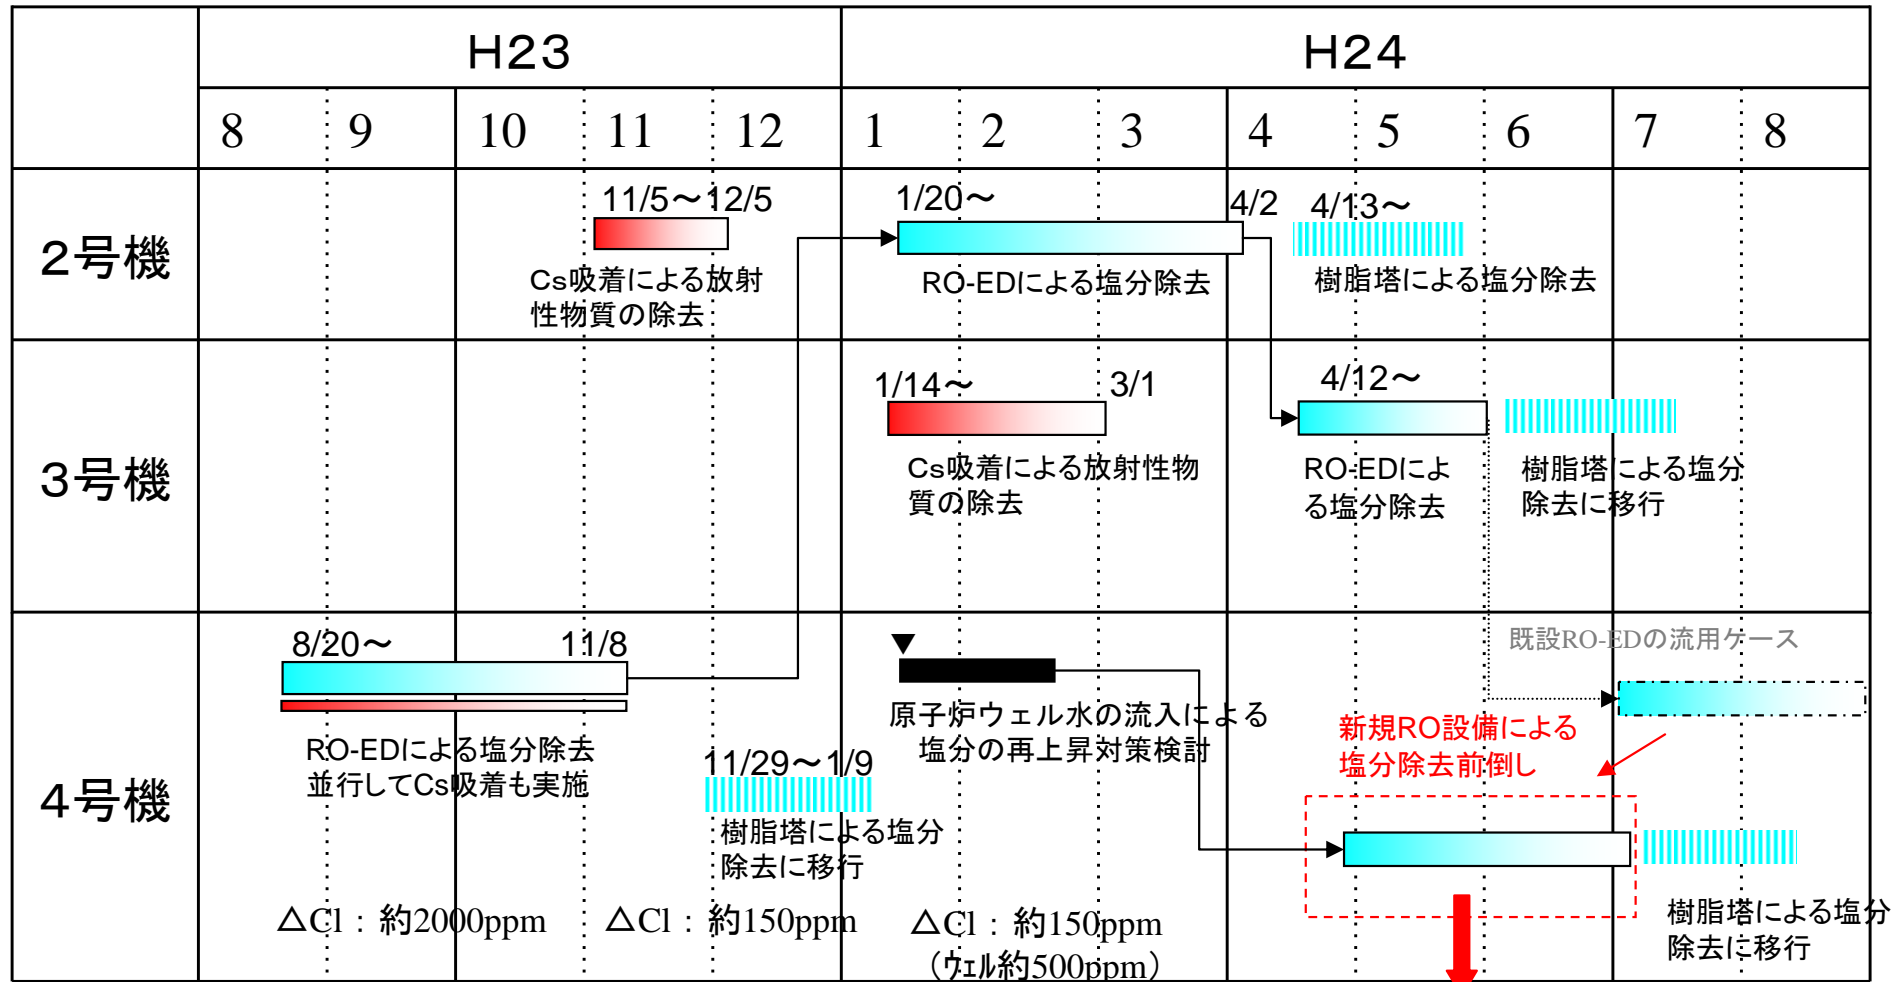 H23
H24
8 9 10 11 12 1 2 3 4 5 6 7 8
2号機
11/5～12/5
Cs吸着による放射
性物質の除去
1/20～
4/2
RO-EDによる塩分除去
4/13～
樹脂塔による塩分除去
3号機
1/14～
3/1
Cs吸着による放射性物
質の除去
4/12～
RO-EDによ
る塩分除去
樹脂塔による塩分
除去に移行
4号機
8/20～
11/8
RO-EDによる塩分除去
並行してCs吸着も実施
11/29～1/9
樹脂塔による塩分
除去に移行
▼
原子炉ウェル水の流入による
塩分の再上昇対策検討
既設RO-EDの流用ケース
新規RO設備による
塩分除去前倒し
樹脂塔による塩分
除去に移行
△Cl：約2000ppm
△Cl：約150ppm
△Cl：約150ppm
（ｳｪﾙ約500ppm）